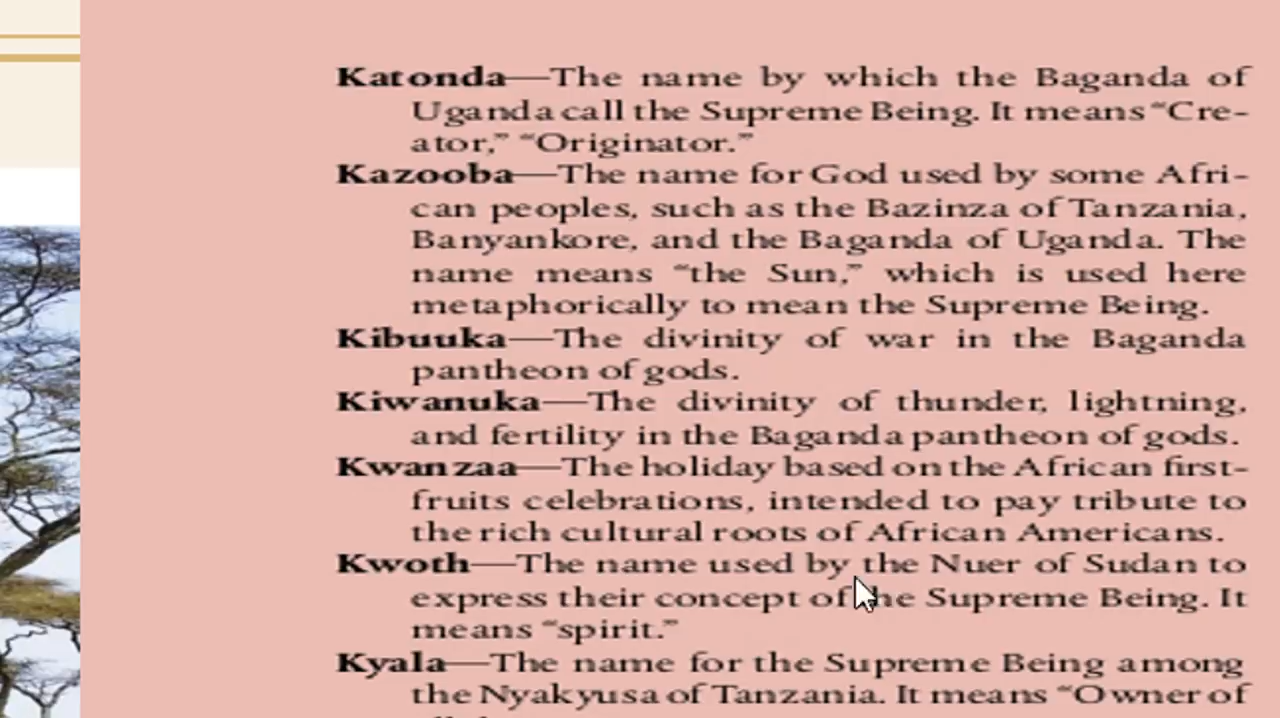 Katonda—The name by which the Baganda of
Uganda call the Supreme Being. It means “Cre-
ator,” “Originator.”
Kazooba—The name for God used by some Afri-
can peoples, such as the Bazinza of Tanzania,
Banyankore, and the Baganda of Uganda. The
name means “the Sun,” which is used here
metaphorically to mean the Supreme Being.
Kibuuka—The divinity of war in the Baganda
pantheon of gods.
Kiwanuka—The divinity of thunder, lightning,
and fertility in the Baganda pantheon of gods.
Kwanzaa—The holiday based on the African first-
fruits celebrations, intended to pay tribute to
the rich cultural roots of African Americans.
Kwoth—The name used by the Nuer of Sudan to
express their concept of the Supreme Being. It
means “spirit.”
Kyala—The name for the Supreme Being among
the Nyakyusa of Tanzania. It means “Owner of